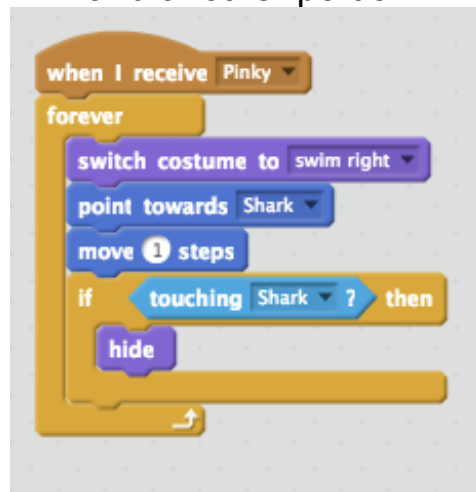 when I receive Pinky
forever
switch costume to swim right
point towards Shark
move 1 steps
if touching Shark ? then
hide